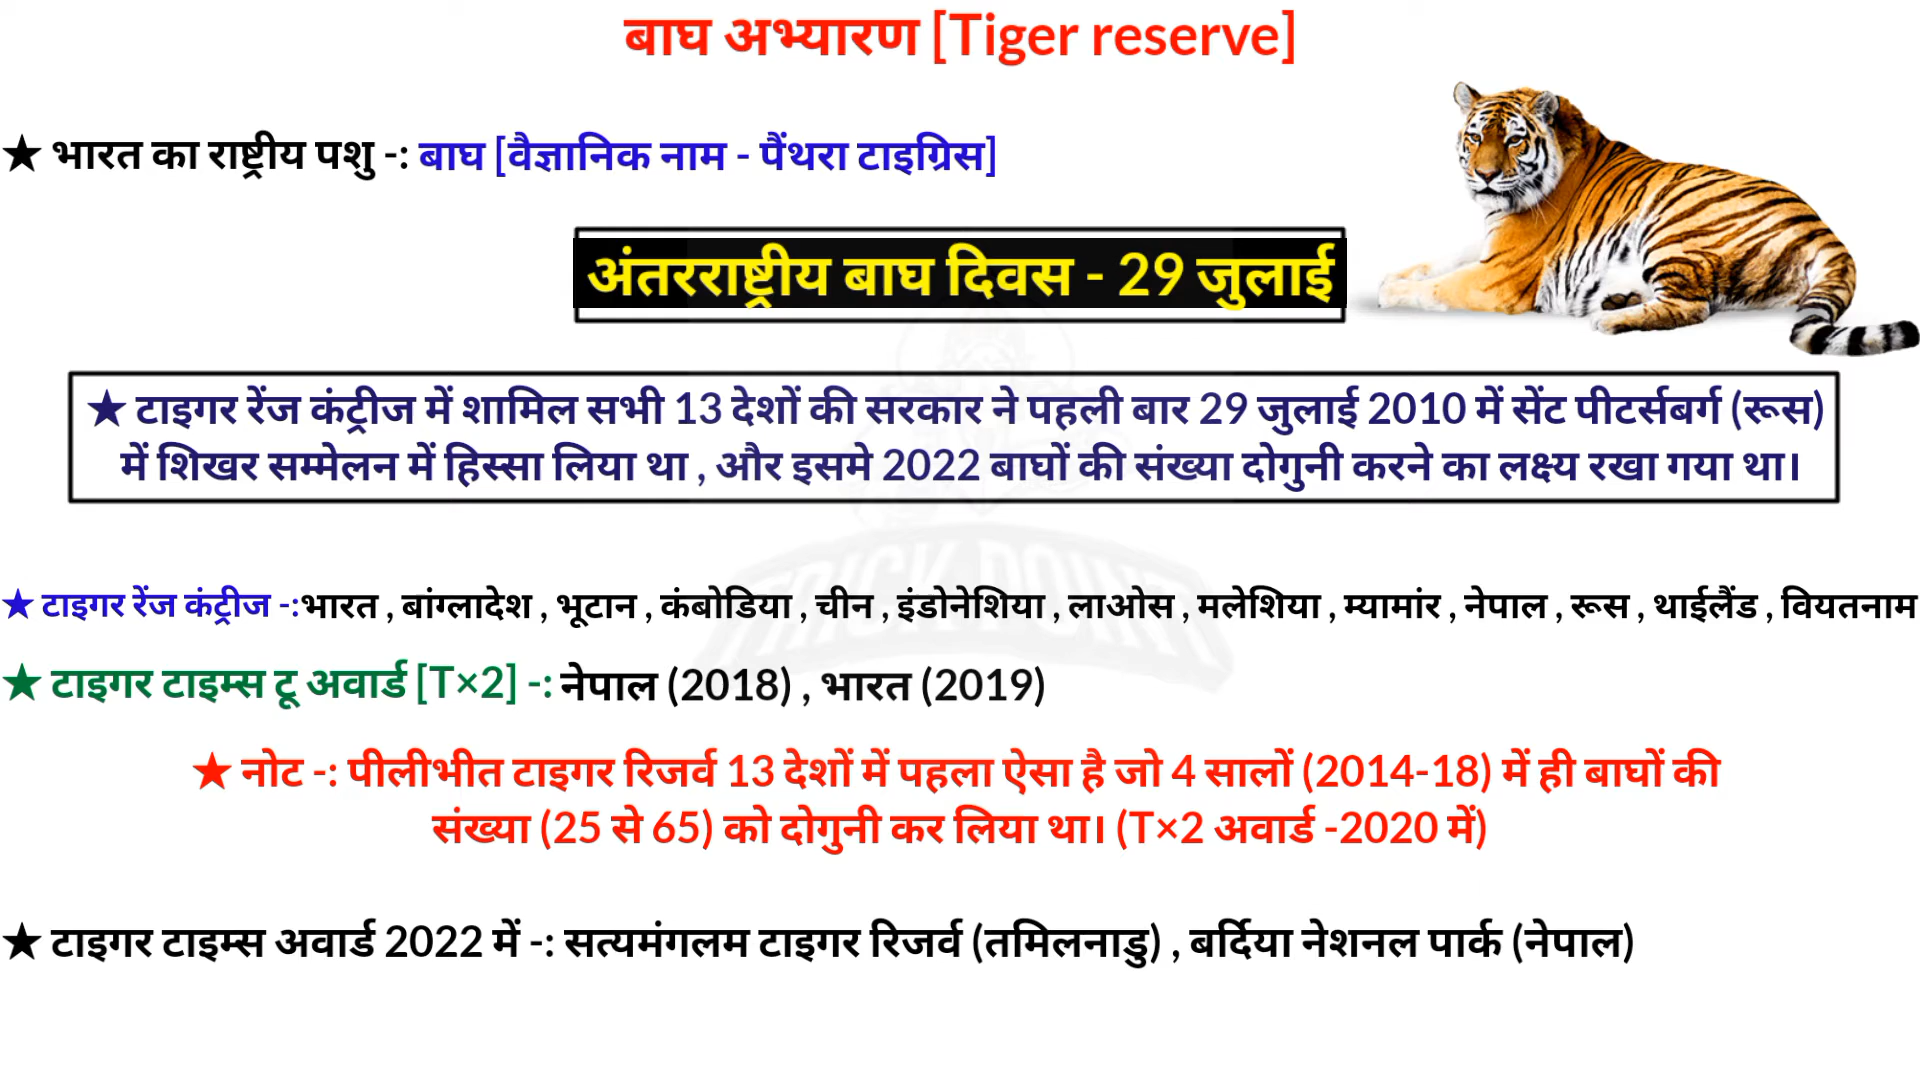 बाघ अभ्यारण [Tiger reserve]
★ भारत का राष्ट्रीय पशु -: बाघ [वैज्ञानिक नाम - पैंथरा टाइग्रिस]
अंतरराष्ट्रीय बाघ दिवस - 29 जुलाई
★ टाइगर रेंज कंट्रीज में शामिल सभी 13 देशों की सरकार ने पहली बार 29 जुलाई 2010 में सेंट पीटर्सबर्ग (रूस)
में शिखर सम्मेलन में हिस्सा लिया था , और इसमे 2022 बाघों की संख्या दोगुनी करने का लक्ष्य रखा गया था।
TRICK POINT
★ टाइगर रेंज कंट्रीज -:भारत , बांग्लादेश , भूटान , कंबोडिया , चीन , इंडोनेशिया , लाओस , मलेशिया , म्यामांर , नेपाल , रूस , थाईलैंड , वियतनाम
★ टाइगर टाइम्स टू अवार्ड [T×2] -: नेपाल (2018) , भारत (2019)
★ नोट -: पीलीभीत टाइगर रिजर्व 13 देशों में पहला ऐसा है जो 4 सालों (2014-18) में ही बाघों की
संख्या (25 से 65) को दोगुनी कर लिया था। (T×2 अवार्ड -2020 में)
★ टाइगर टाइम्स अवार्ड 2022 में -: सत्यमंगलम टाइगर रिजर्व (तमिलनाडु) , बर्दिया नेशनल पार्क (नेपाल)